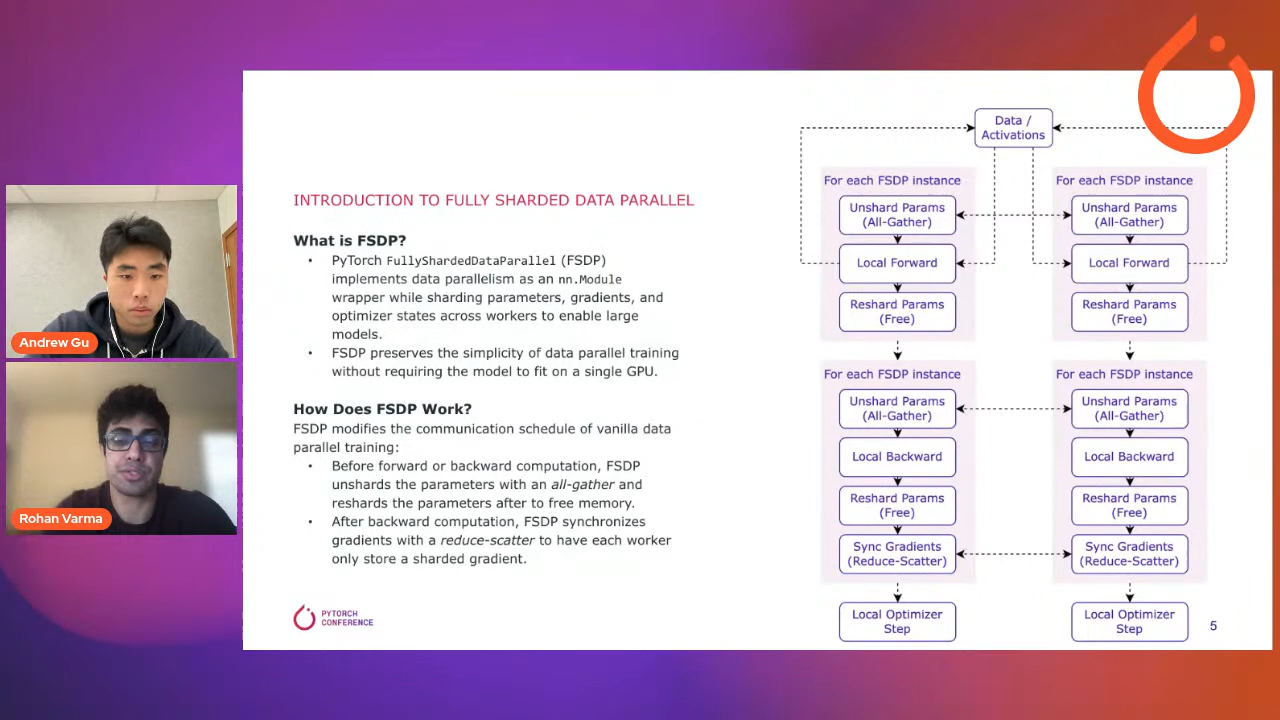 INTRODUCTION TO FULLY SHARDED DATA PARALLEL
What is FSDP?
• PyTorch FullyShardedDataParallel (FSDP)
implements data parallelism as an nn.Module
wrapper while sharding parameters, gradients, and
optimizer states across workers to enable large
models.
• FSDP preserves the simplicity of data parallel training
without requiring the model to fit on a single GPU.
How Does FSDP Work?
FSDP modifies the communication schedule of vanilla data
parallel training:
• Before forward or backward computation, FSDP
unshards the parameters with an all-gather and
reshards the parameters after to free memory.
• After backward computation, FSDP synchronizes
gradients with a reduce-scatter to have each worker
only store a sharded gradient.
PYTORCH
CONFERENCE
Data /
Activations
For each FSDP instance
Unshard Params
(All-Gather)
Local Forward
Reshard Params
(Free)
For each FSDP instance
Unshard Params
(All-Gather)
Local Backward
Reshard Params
(Free)
Sync Gradients
(Reduce-Scatter)
Local Optimizer
Step
For each FSDP instance
Unshard Params
(All-Gather)
Local Forward
Reshard Params
(Free)
For each FSDP instance
Unshard Params
(All-Gather)
Local Backward
Reshard Params
(Free)
Sync Gradients
(Reduce-Scatter)
Local Optimizer
Step
5
Andrew Gu
Rohan Varma